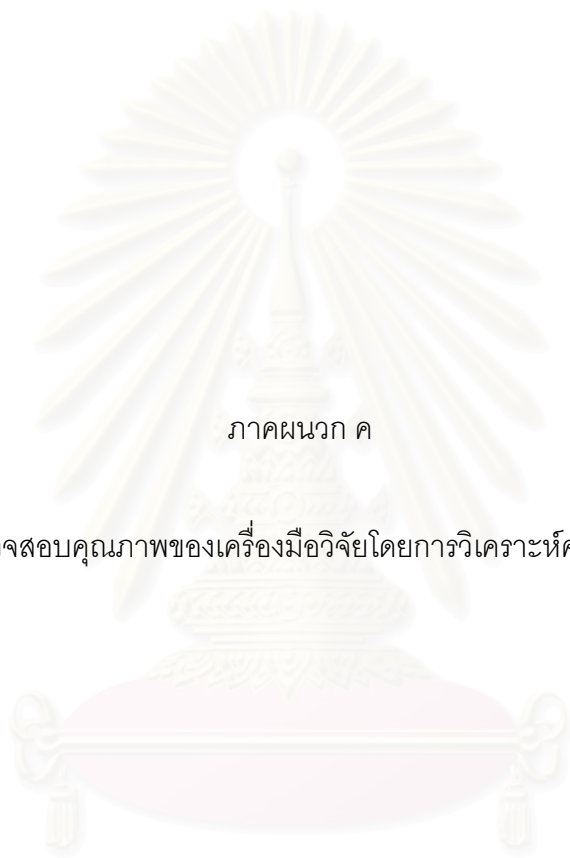 ภาคผนวก ค
จสอบคุณภาพของเครื่องมือวิจัยโดยการวิเคราะห์